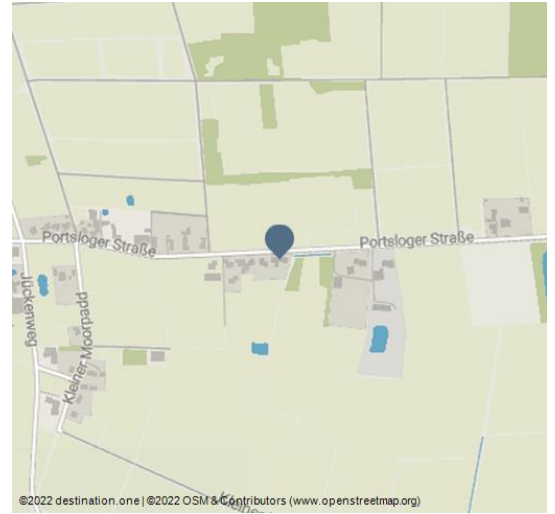 Portsloger Straße
Portsloger Straße
Jückenweg
Kleiner Moorpadd
©2022 destination.one | ©2022 OSM & Contributors (www.openstreetmap.org)